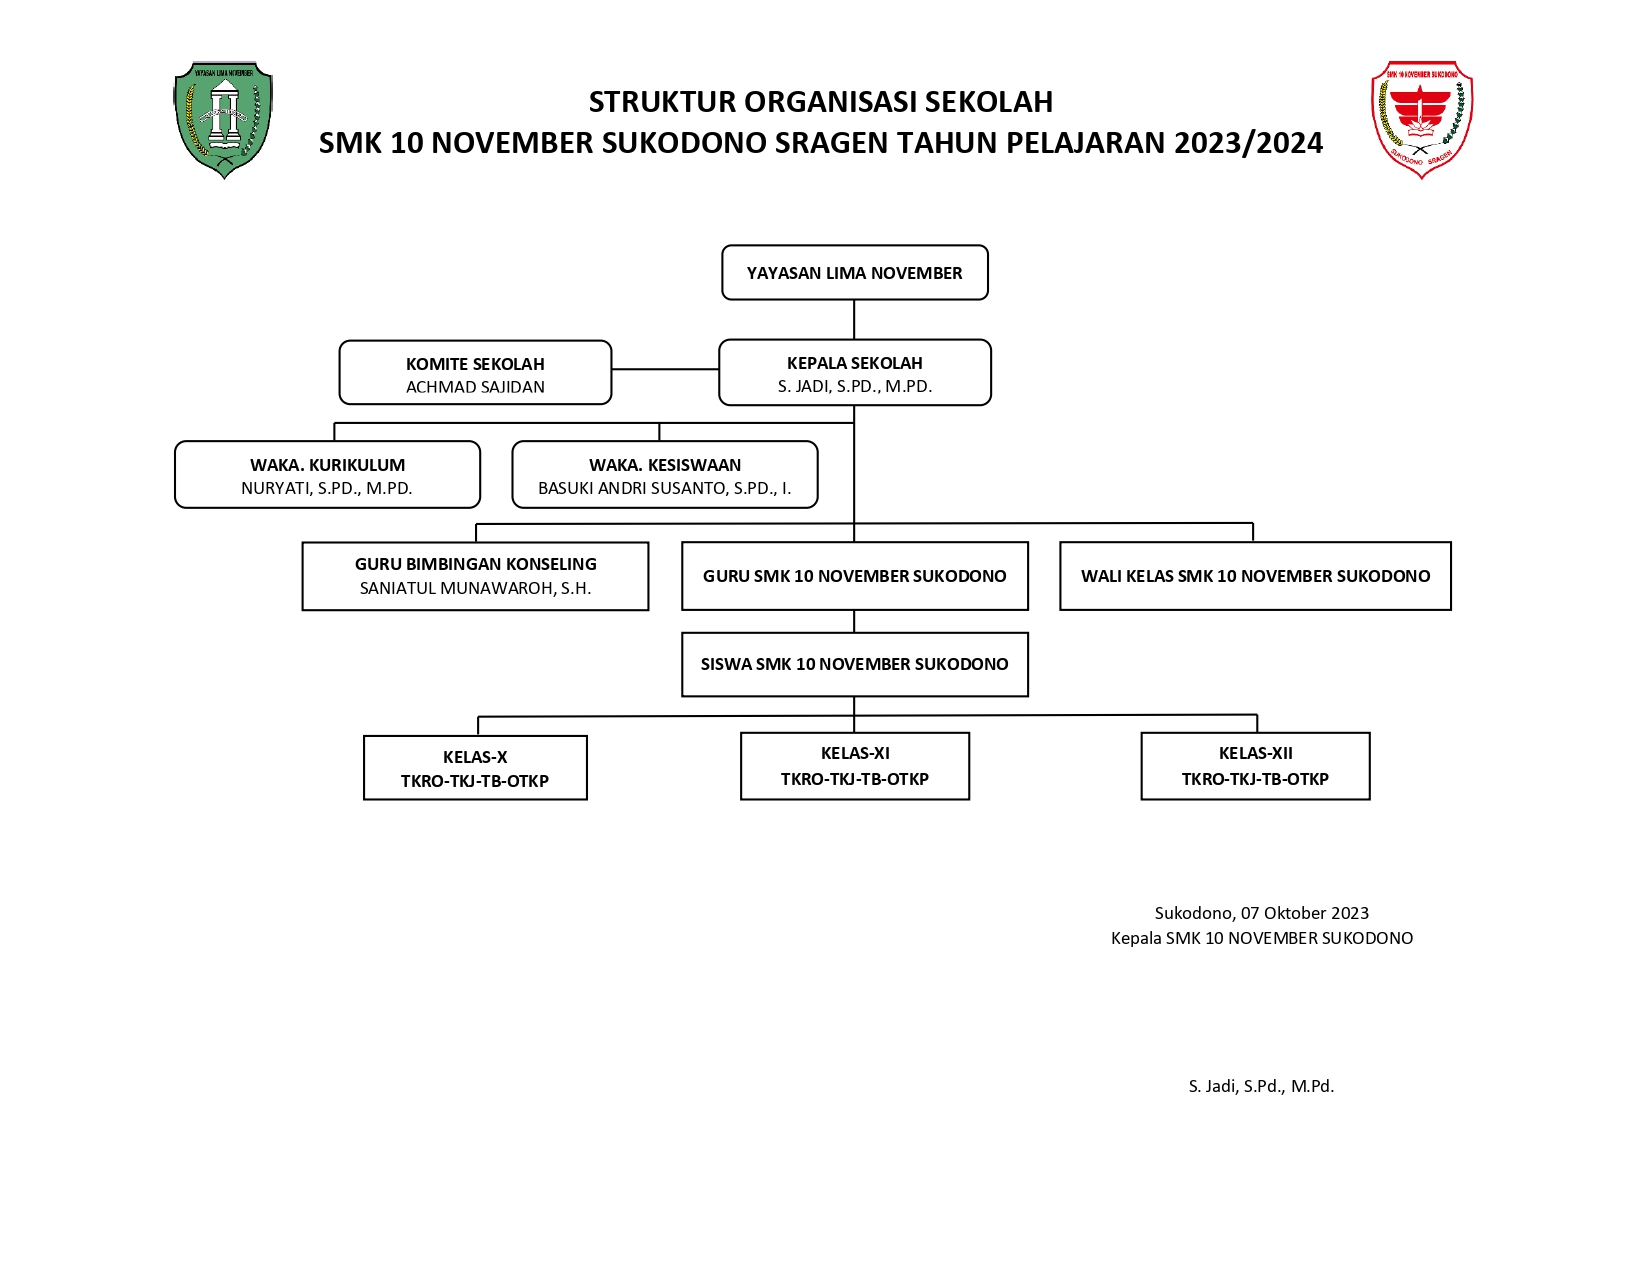 YAYASAN LIMA NOVEMBER
SMK 10 NOVEMBER SUKODONO
SUKODONO SRAGEN
STRUKTUR ORGANISASI SEKOLAH
SMK 10 NOVEMBER SUKODONO SRAGEN TAHUN PELAJARAN 2023/2024
YAYASAN LIMA NOVEMBER
KOMITE SEKOLAH
ACHMAD SAJIDAN
KEPALA SEKOLAH
S. JADI, S.PD., M.PD.
WAKA. KURIKULUM
NURYATI, S.PD., M.PD.
WAKA. KESISWAAN
BASUKI ANDRI SUSANTO, S.PD., I.
GURU BIMBINGAN KONSELING
SANIATUL MUNAWAROH, S.H.
GURU SMK 10 NOVEMBER SUKODONO
WALI KELAS SMK 10 NOVEMBER SUKODONO
SISWA SMK 10 NOVEMBER SUKODONO
KELAS-X
TKRO-TKJ-TB-OTKP
KELAS-XI
TKRO-TKJ-TB-OTKP
KELAS-XII
TKRO-TKJ-TB-OTKP
Sukodono, 07 Oktober 2023
Kepala SMK 10 NOVEMBER SUKODONO
S. Jadi, S.Pd., M.Pd.